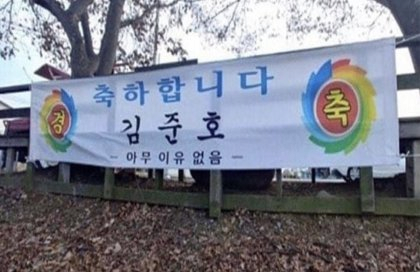 경 축하합니다 축
김준호
- 아무 이유 없음 -